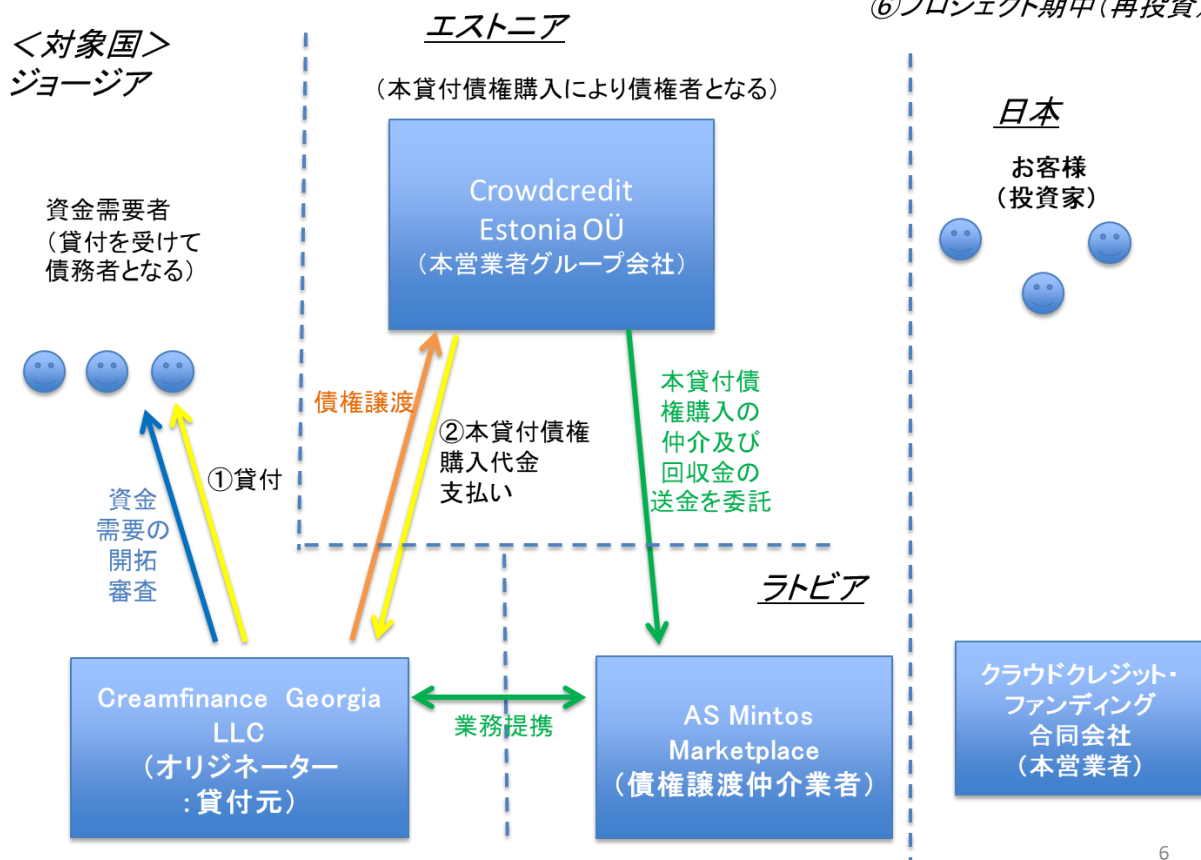 ⑥プロジェクト期中(再投資
＜対象国＞
ジョージア
エストニア
（本貸付債権購入により債権者となる）
日本
お客様
（投資家）
資金需要者
（貸付を受けて
債務者となる）
Crowdcredit
Estonia OÜ
（本営業者グループ会社）
債権譲渡
②本貸付債権
購入代金
支払い
本貸付債
権購入の
仲介及び
回収金の
送金を委託
①貸付
資金
需要の
開拓
審査
ラトビア
Creamfinance Georgia
LLC
（オリジネーター
：貸付元）
業務提携
AS Mintos
Marketplace
（債権譲渡仲介業者）
クラウドクレジット・
ファンディング
合同会社
（本営業者）
6